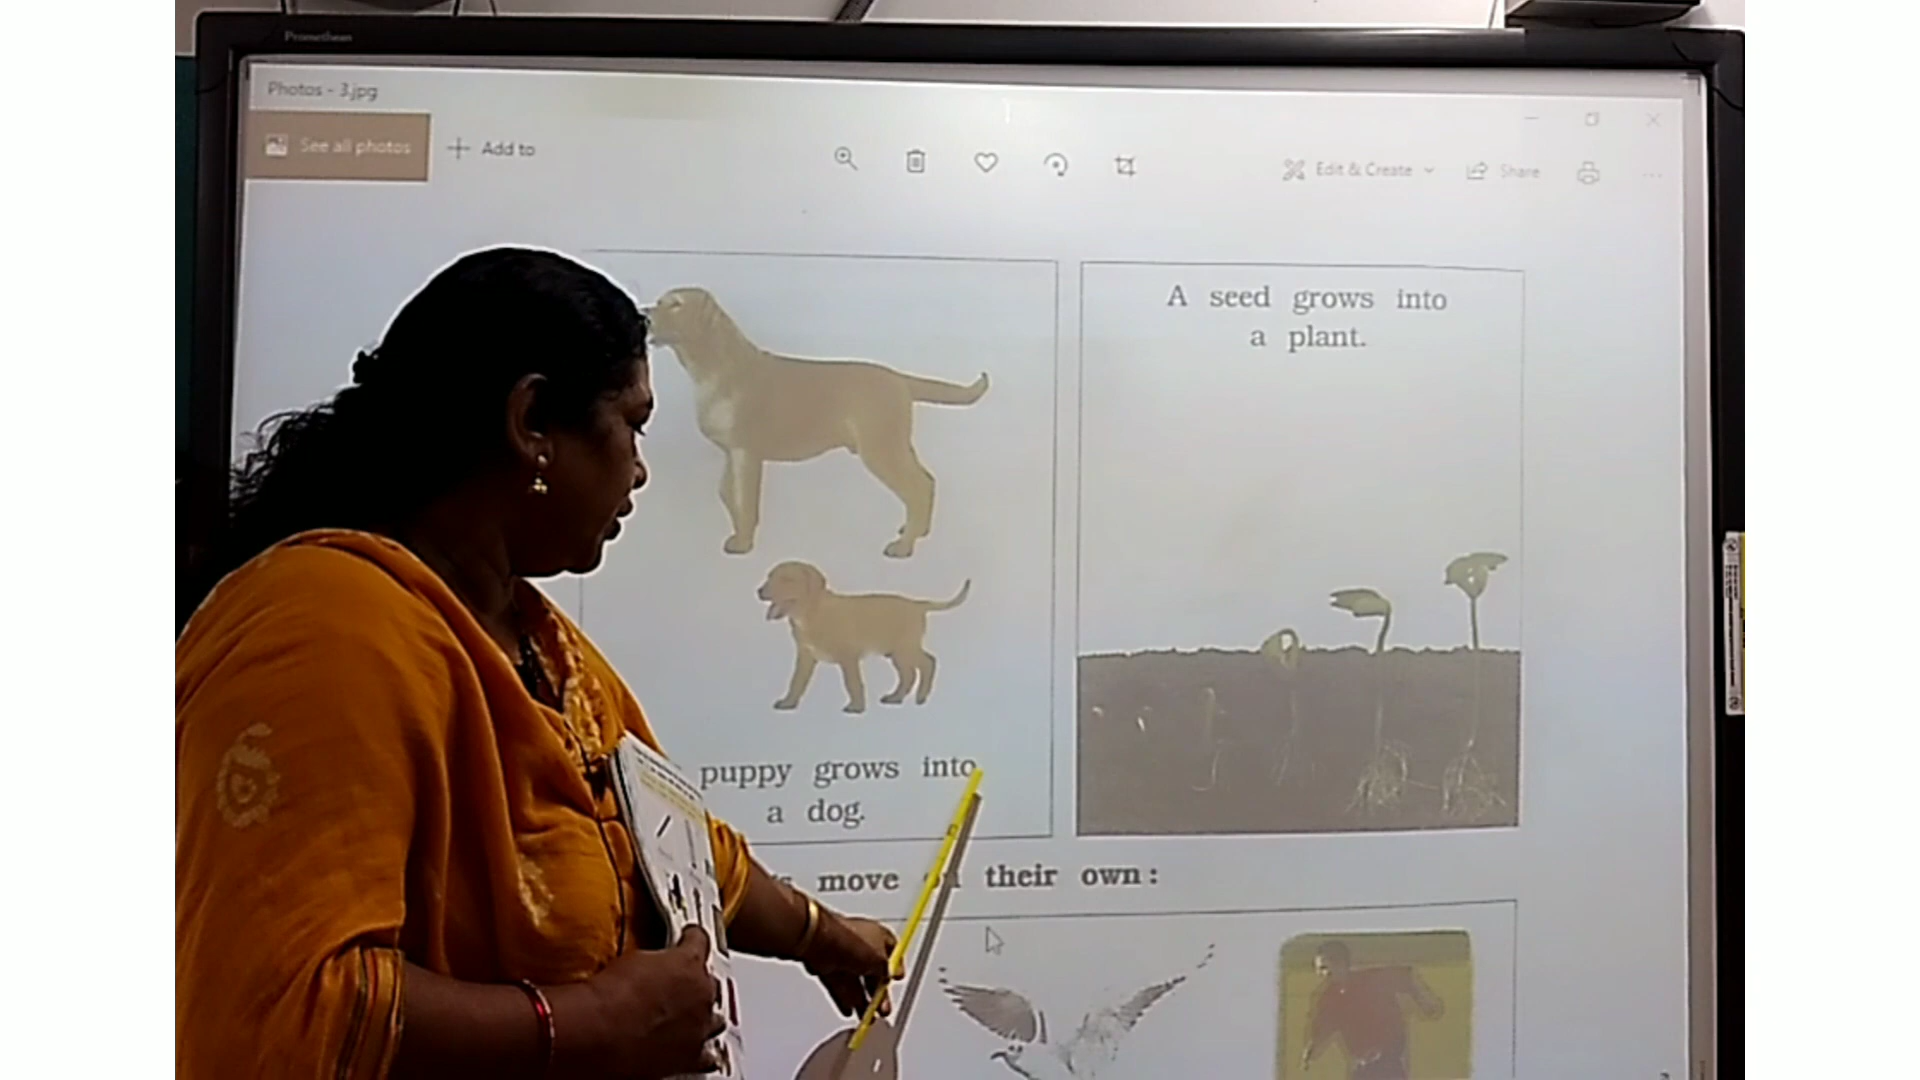 Promethean
Photos - 3.jpg
See all photos
Add to
Edit & Create
Share
A seed grows into
a plant.
puppy grows into
a dog.
move their own: